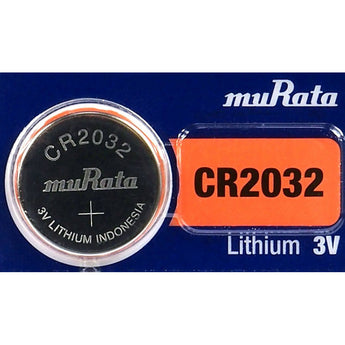 muRata
CR2032
muRata
+
3V LITHIUM INDONESIA
CR2032
Lithium 3V